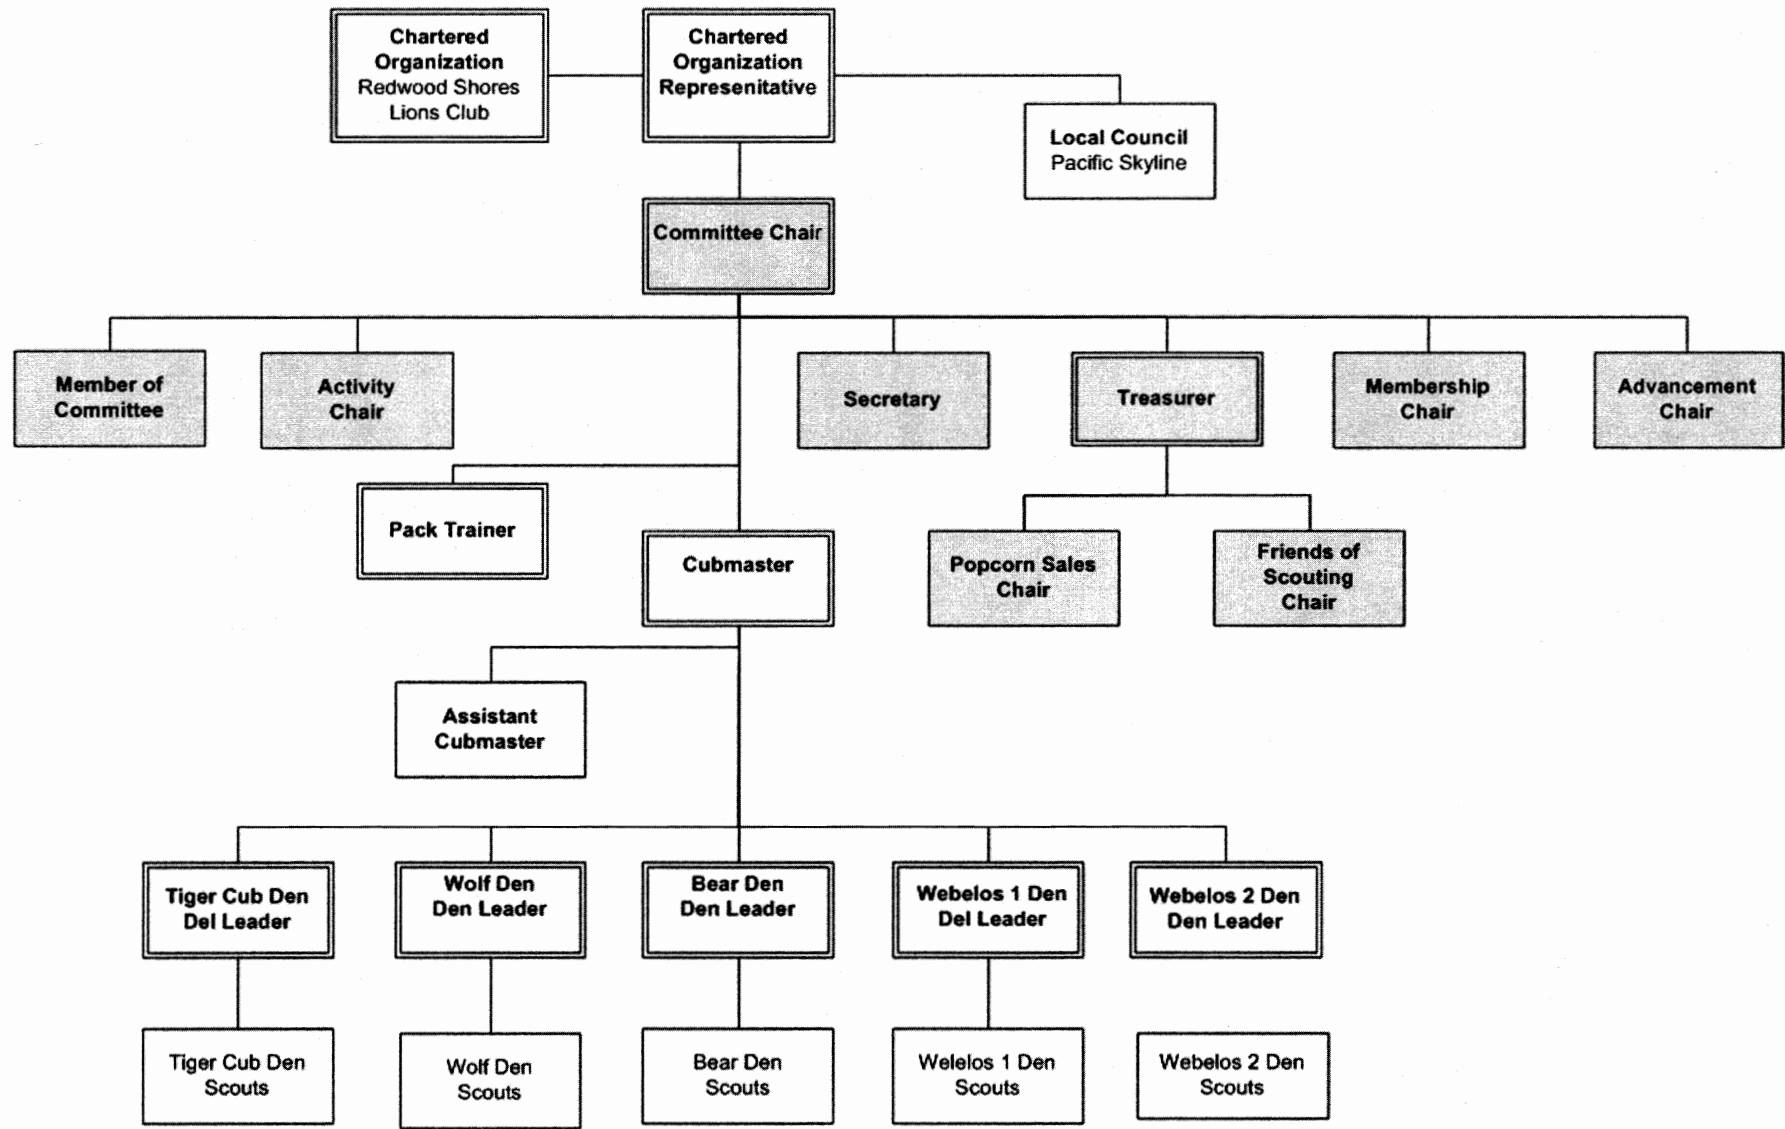 Chartered
Organization
Redwood Shores
Lions Club
Chartered
Organization
Represenitative
Local Council
Pacific Skyline
Committee Chair
Member of
Committee
Activity
Chair
Secretary
Treasurer
Membership
Chair
Advancement
Chair
Pack Trainer
Cubmaster
Popcorn Sales
Chair
Friends of
Scouting
Chair
Assistant
Cubmaster
Tiger Cub Den
Del Leader
Wolf Den
Den Leader
Bear Den
Den Leader
Webelos 1 Den
Del Leader
Webelos 2 Den
Den Leader
Tiger Cub Den
Scouts
Wolf Den
Scouts
Bear Den
Scouts
Welelos 1 Den
Scouts
Webelos 2 Den
Scouts